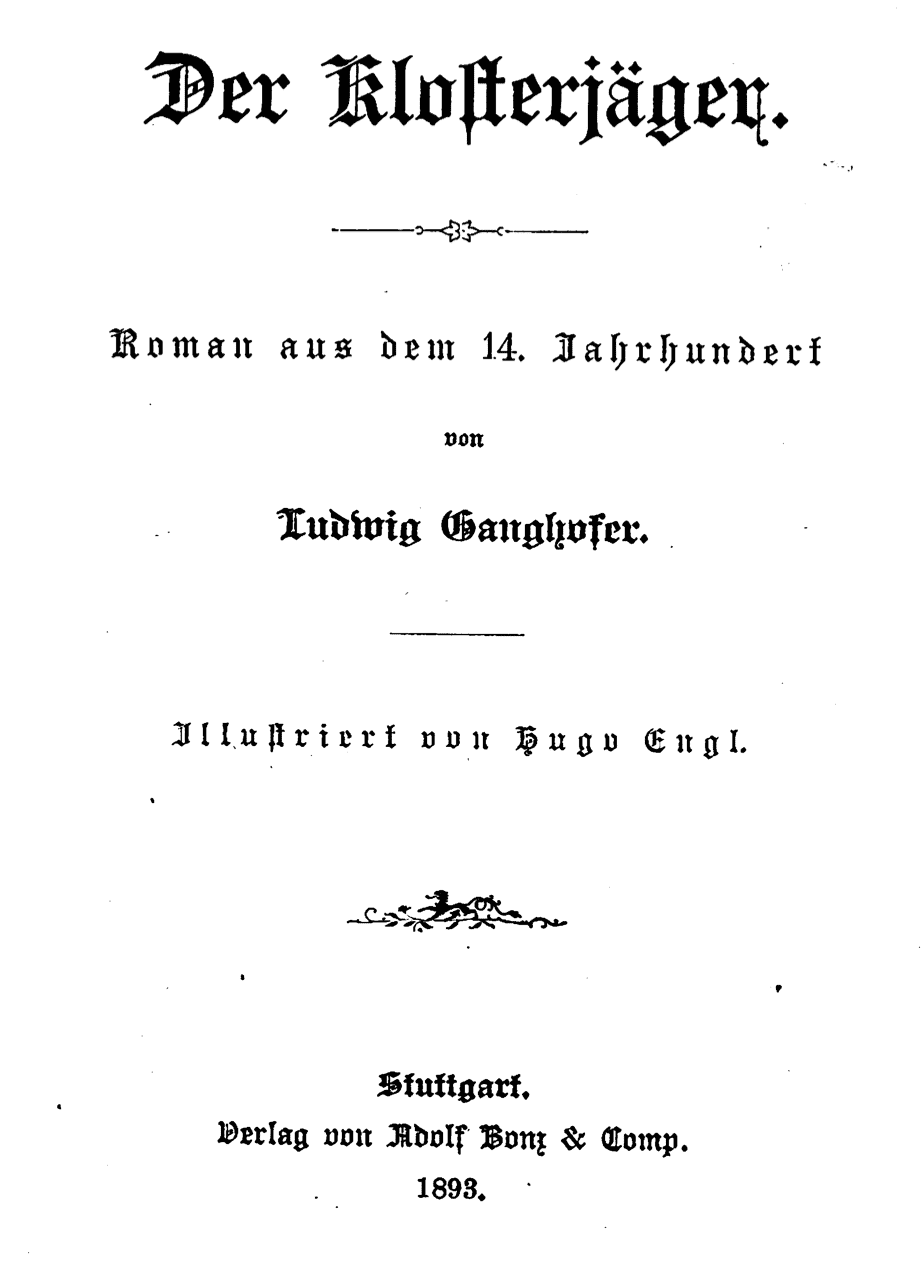 Der Klosterjäger.
Roman aus dem 14. Jahrhundert
von
Ludwig Ganghofer.
Illustriert von Hugo Engl.
Stuttgart.
Verlag von Adolf Bonz & Comp.
1893.